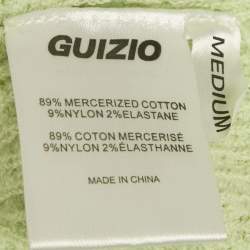 GUIZIO
MEDIUM
89% MERCERIZED COTTON
9%NYLON 2%ELASTANE
89% COTON MERCERISÉ
9%NYLON 2%ÉLASTHANNE
MADE IN CHINA